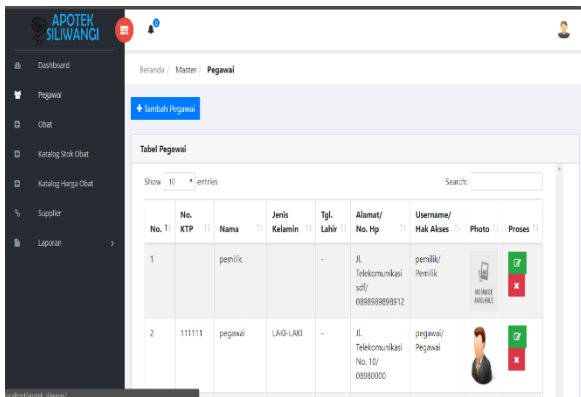 APOTEK
SILIWANGI
0
Dashboard
Pegawai
Obat
Katalog Stok Obat
Katalog Harga Obat
Supplier
Laporan
Beranda / Master / Pegawai
+ Tambah Pegawai
Tabel Pegawai
Show 10 entries
Search:
No. No. KTP Nama Jenis Kelamin Tgl. Lahir Alamat/ No. Hp Username/ Hak Akses Photo Proses
1 pemilik - Jl. Telekomunikasi sdf/ 0898989898912 pemilik/ Pemilik NO IMAGE AVAILABLE
2 111111 pegawai LAKI-LAKI - Jl. Telekomunikasi No. 10/ 08980000 pegawai/ Pegawai